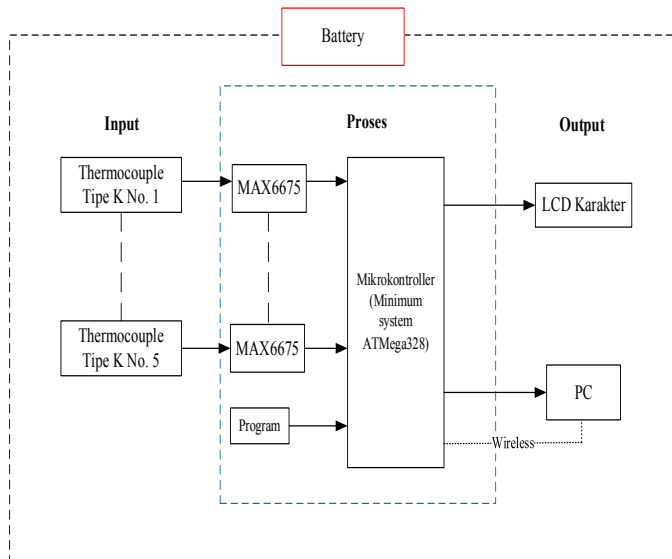 Battery
Input
Proses
Output
Thermocouple
Tipe K No. 1
MAX6675
LCD Karakter
Mikrokontroller
(Minimum
system
ATMega328)
Thermocouple
Tipe K No. 5
MAX6675
Program
PC
Wireless